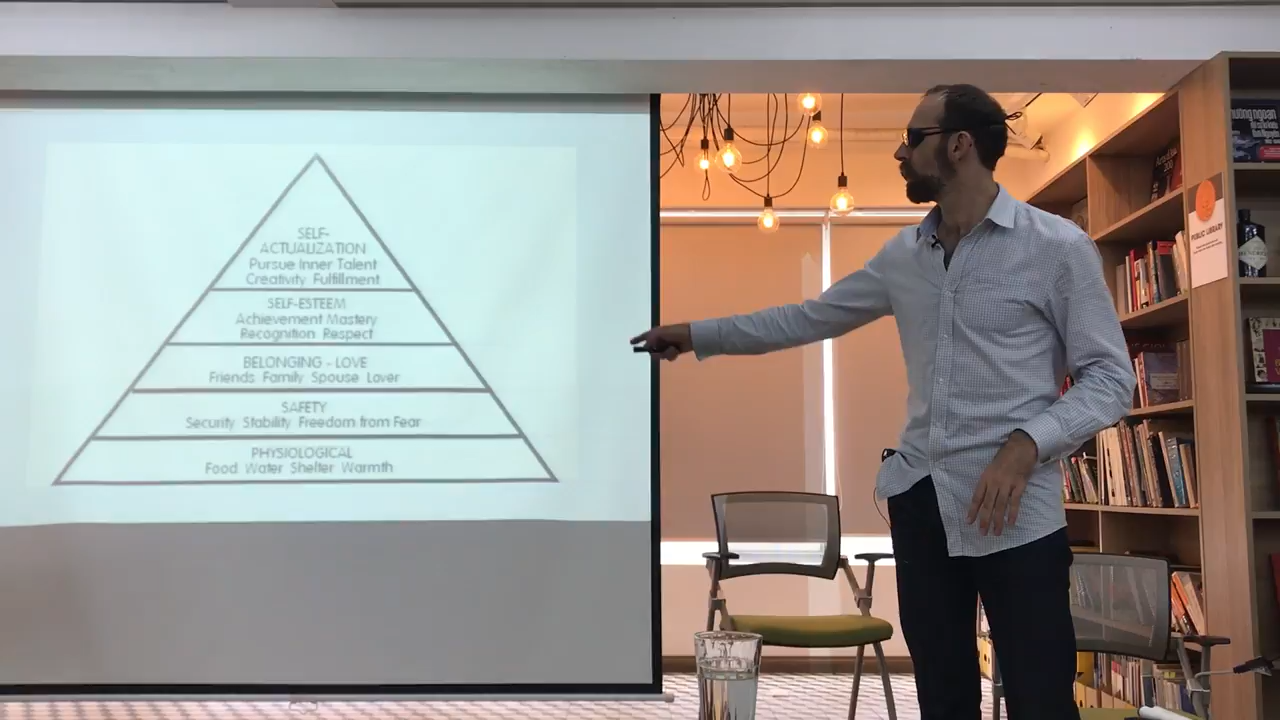 SELF-
ACTUALIZATION
Pursue Inner Talent
Creativity Fulfillment
SELF-ESTEEM
Achievement Mastery
Recognition Respect
BELONGING - LOVE
Friends Family Spouse Lover
SAFETY
Security Stability Freedom from Fear
PHYSIOLOGICAL
Food Water Shelter Warmth
PUBLIC LIBRARY